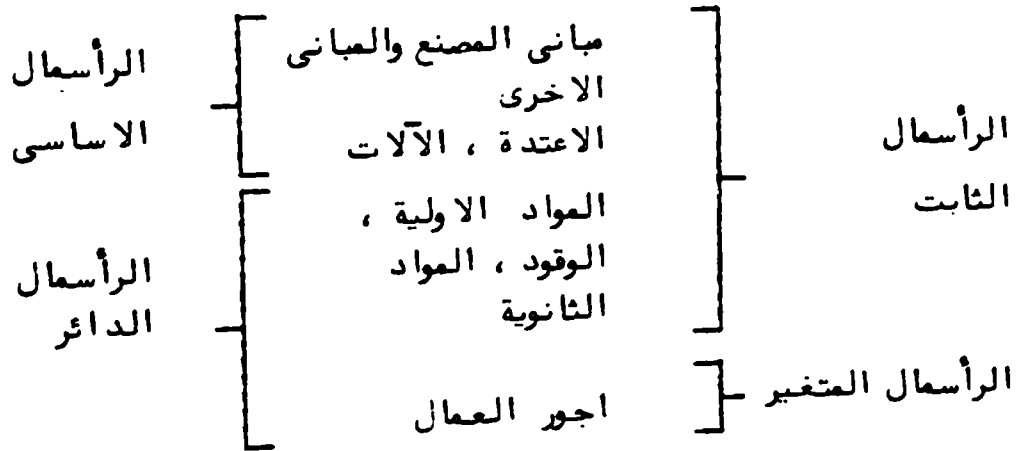 الرأسمال
الثابت
الرأسمال المتغير
مبانى المصنع والمبانى
الاخرى
الاعتدة ، الآلات
المواد الاولية ،
الوقود ، المواد
الثانوية
اجور العمال
الرأسمال
الاساسى
الرأسمال
الدائر